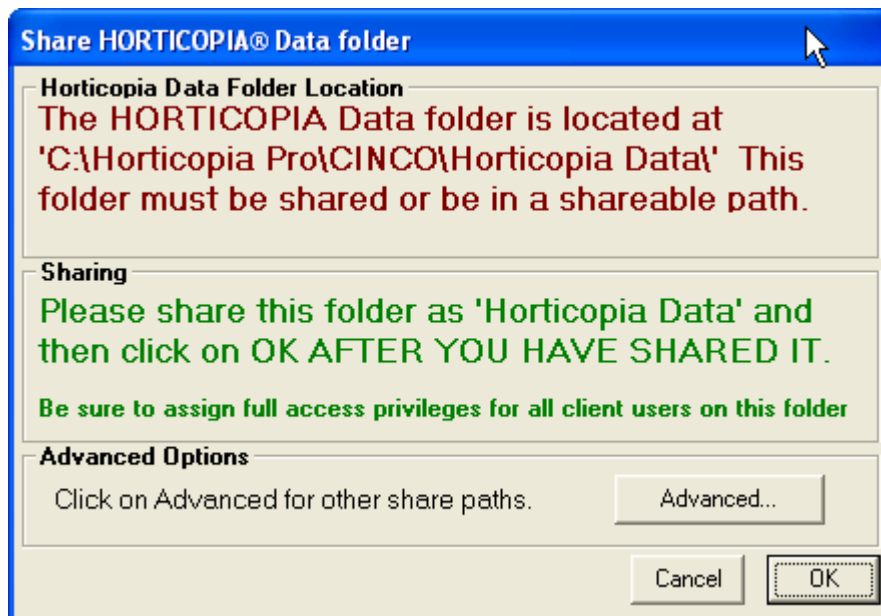 Share HORTICOPIA® Data folder
Horticopia Data Folder Location
The HORTICOPIA Data folder is located at
'C:\Horticopia Pro\CINCO\Horticopia Data\' This
folder must be shared or be in a shareable path.
Sharing
Please share this folder as 'Horticopia Data' and
then click on OK AFTER YOU HAVE SHARED IT.
Be sure to assign full access privileges for all client users on this folder
Advanced Options
Click on Advanced for other share paths.
Advanced...
Cancel
OK